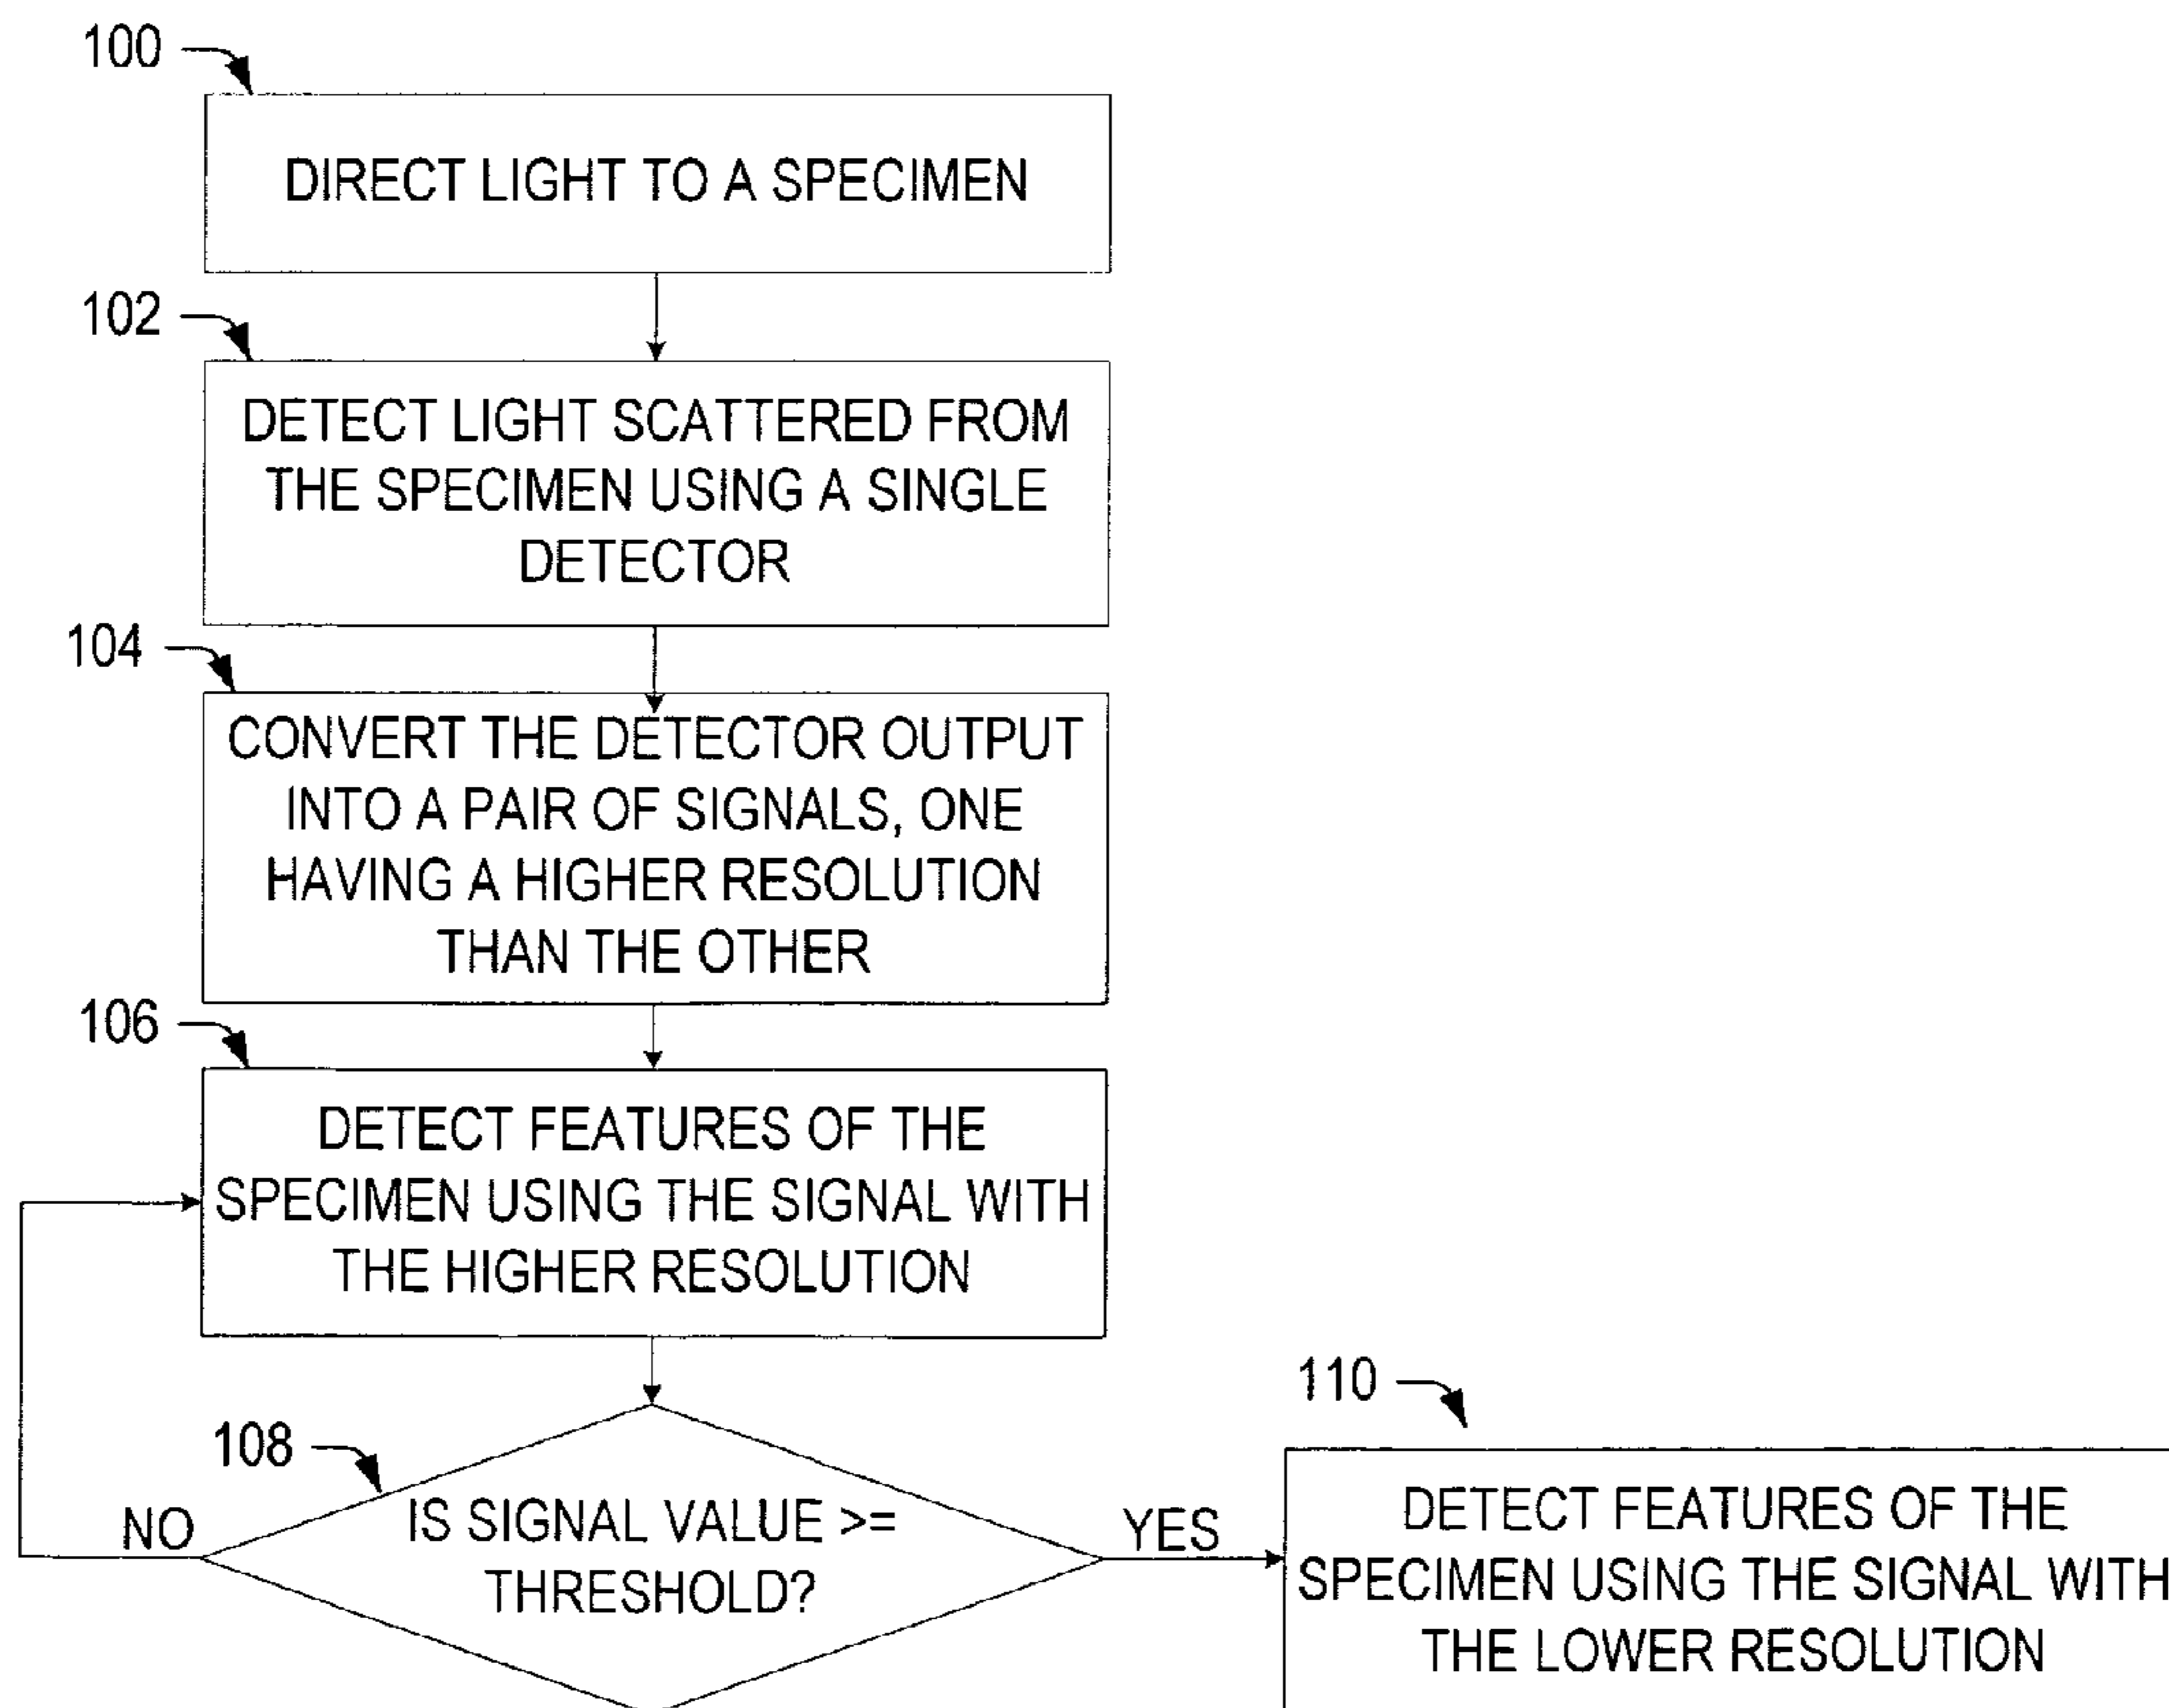 100
DIRECT LIGHT TO A SPECIMEN
102
DETECT LIGHT SCATTERED FROM
THE SPECIMEN USING A SINGLE
DETECTOR
104
CONVERT THE DETECTOR OUTPUT
INTO A PAIR OF SIGNALS, ONE
HAVING A HIGHER RESOLUTION
THAN THE OTHER
106
DETECT FEATURES OF THE
SPECIMEN USING THE SIGNAL WITH
THE HIGHER RESOLUTION
108
IS SIGNAL VALUE >=
THRESHOLD?
NO
YES
110
DETECT FEATURES OF THE
SPECIMEN USING THE SIGNAL WITH
THE LOWER RESOLUTION